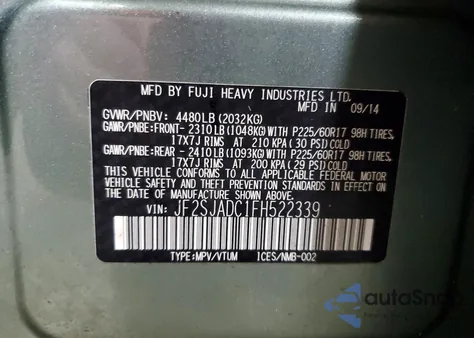 MFD BY FUJI HEAVY INDUSTRIES LTD.
MFD IN 09/14
GVWR/PNBV: 4480LB (2032KG)
GAWR/PNBE:FRONT- 2310LB (1048KG) WITH P225/60R17 98H TIRES
17X7J RIMS AT 210 KPA (30 PSI) COLD
GAWR/PNBE:REAR - 2410LB (1093KG) WITH P225/60R17 98H TIRES
17X7J RIMS AT 200 KPA (29 PSI) COLD
THIS VEHICLE CONFORMS TO ALL APPLICABLE
FEDERAL MOTOR VEHICLE SAFETY STANDARDS
IN EFFECT ON THE DATE OF MANUFACTURE
SHOWN ABOVE.
VIN: JF2SJADC1FH522339
TYPE:MPV/VTUM ICES/NMB-002